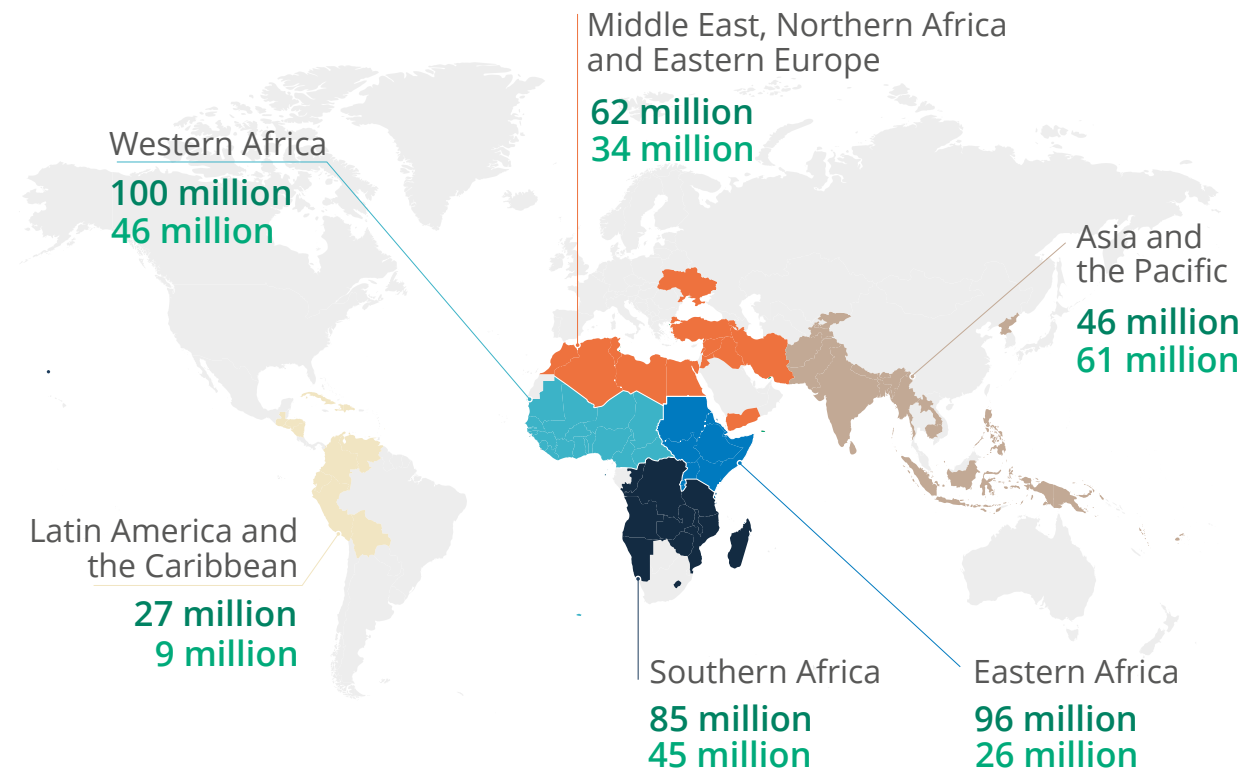 Middle East, Northern Africa
and Eastern Europe
62 million
34 million
Western Africa
100 million
46 million
Asia and
the Pacific
46 million
61 million
Latin America and
the Caribbean
27 million
9 million
Southern Africa
85 million
45 million
Eastern Africa
96 million
26 million